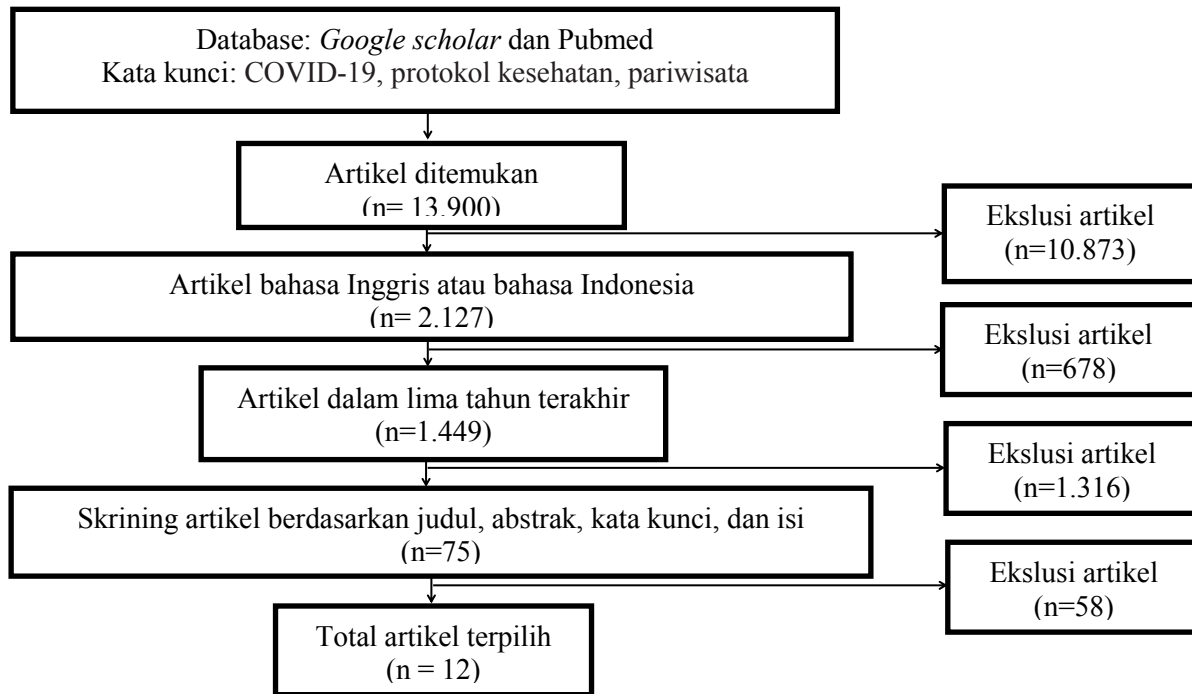 Database: Google scholar dan Pubmed
Kata kunci: COVID-19, protokol kesehatan, pariwisata
Artikel ditemukan
(n= 13.900)
Ekslusi artikel
(n=10.873)
Artikel bahasa Inggris atau bahasa Indonesia
(n= 2.127)
Ekslusi artikel
(n=678)
Artikel dalam lima tahun terakhir
(n=1.449)
Ekslusi artikel
(n=1.316)
Skrining artikel berdasarkan judul, abstrak, kata kunci, dan isi
(n=75)
Ekslusi artikel
(n=58)
Total artikel terpilih
(n = 12)